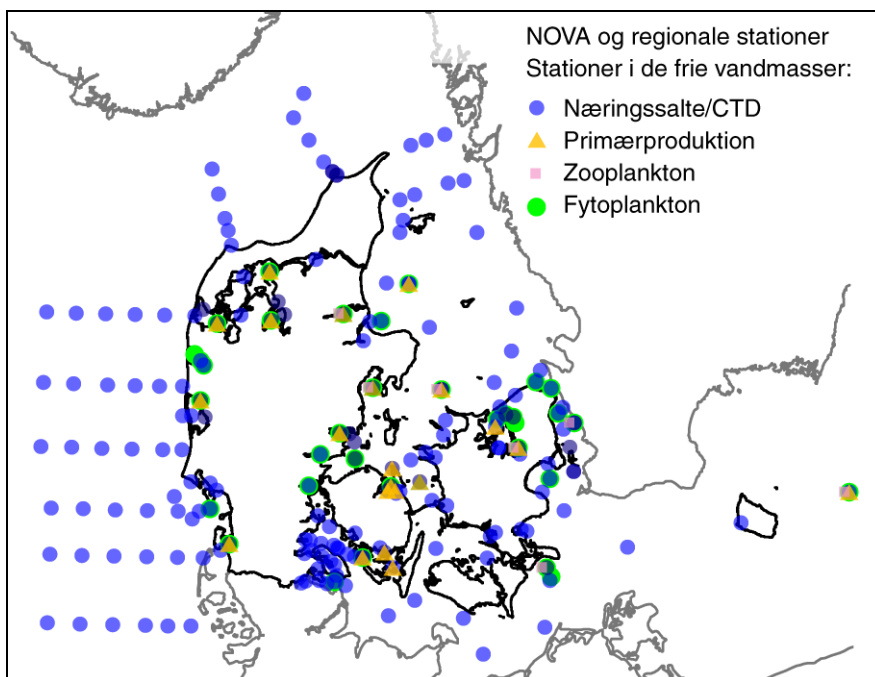 NOVA og regionale stationer
Stationer i de frie vandmasser:
Næringssalte/CTD
Primærproduktion
Zooplankton
Fytoplankton